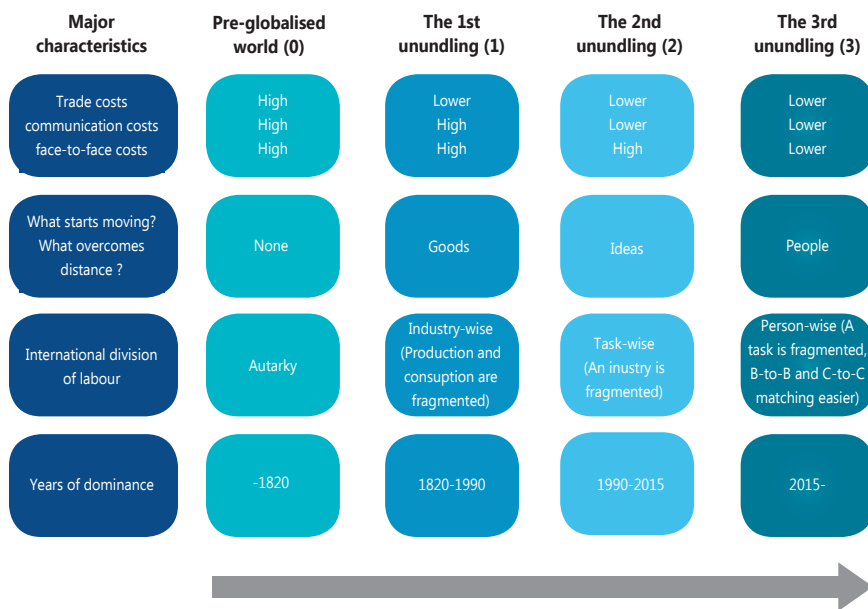 Major
characteristics
Pre-globalised
world (0)
The 1st
unundling (1)
The 2nd
unundling (2)
The 3rd
unundling (3)
Trade costs
communication costs
face-to-face costs
High
High
High
Lower
High
High
Lower
Lower
High
Lower
Lower
Lower
What starts moving?
What overcomes
distance ?
None
Goods
Ideas
People
International division
of labour
Autarky
Industry-wise
(Production and
consuption are
fragmented)
Task-wise
(An inustry is
fragmented)
Person-wise (A
task is fragmented,
B-to-B and C-to-C
matching easier)
Years of dominance
-1820
1820-1990
1990-2015
2015-